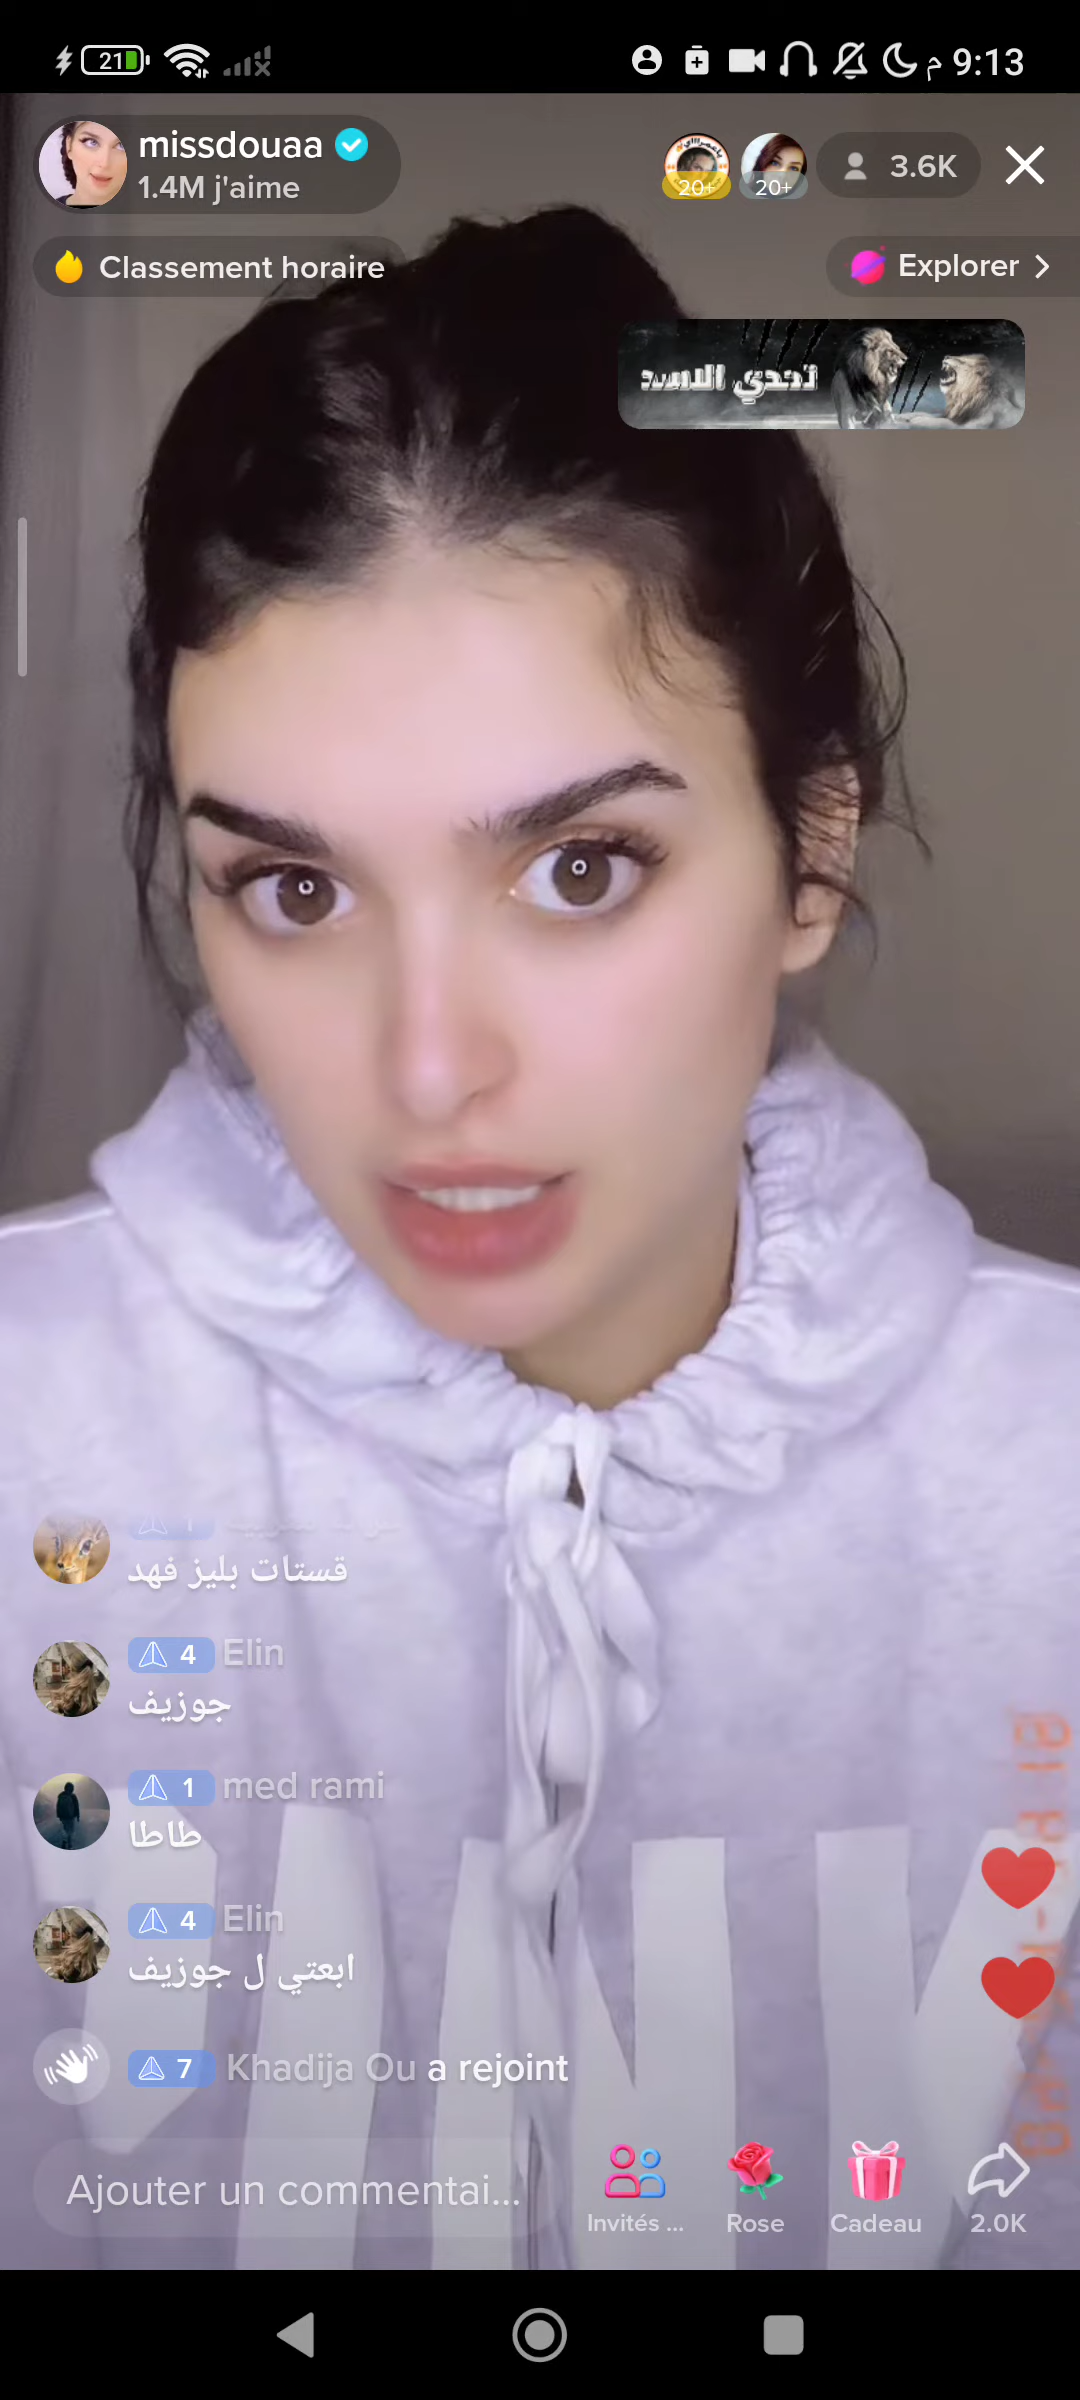 21
م 9:13
missdouaa
1.4M j'aime
20+
20+
3.6K
Classement horaire
Explorer
تحدي الاسد
1
قستات بليز فهد
4 Elin
جوزيف
1 med rami
طاطا
4 Elin
ابعتي ل جوزيف
7 Khadija Ou a rejoint
Ajouter un commentai...
Invités ...
Rose
Cadeau
2.0K